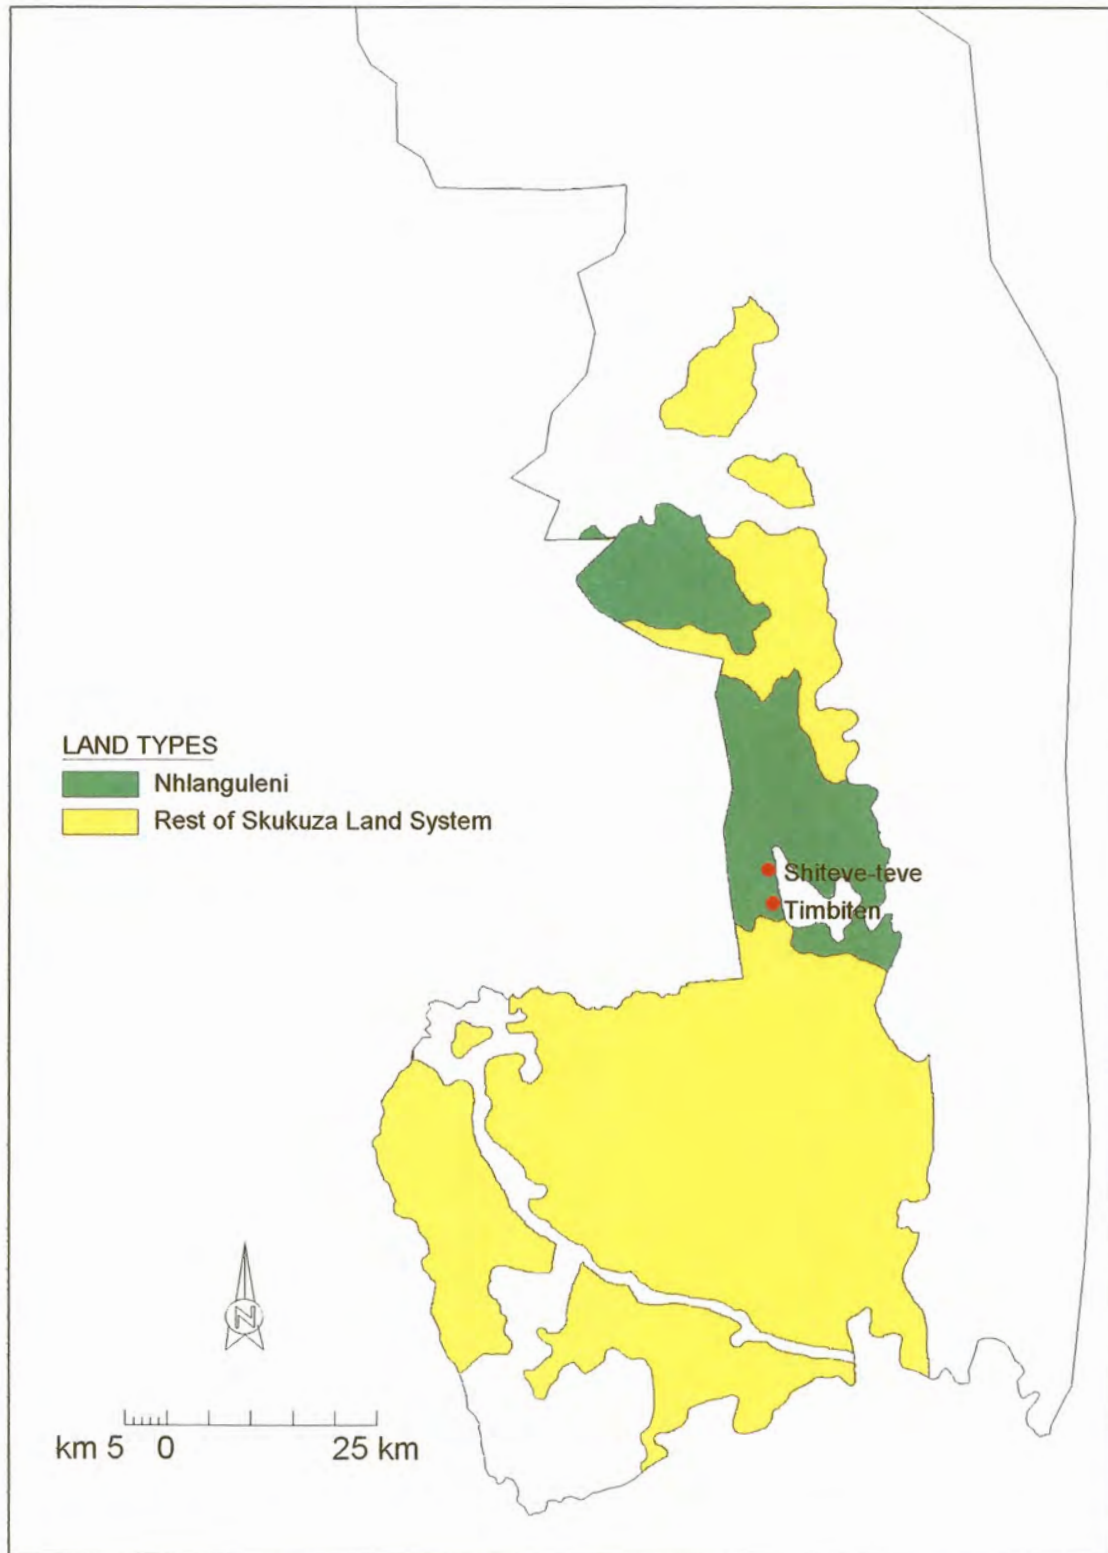 LAND TYPES
Nhlanguleni
Rest of Skukuza Land System
Shiteve-teve
Timbiten
N
km 5 0 25 km